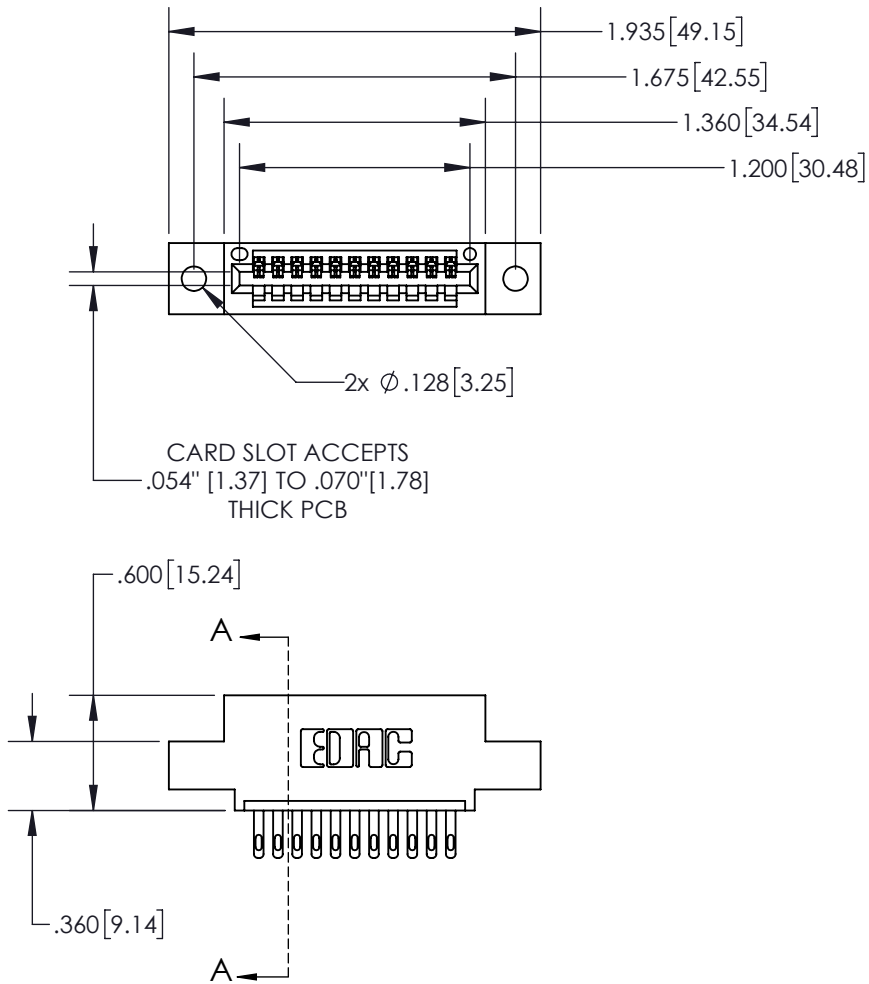 1.935[49.15]
1.675[42.55]
1.360[34.54]
1.200[30.48]
2x ∅.128[3.25]
CARD SLOT ACCEPTS
.054" [1.37] TO .070"[1.78]
THICK PCB
.600[15.24]
A
EDAC
.360[9.14]
A